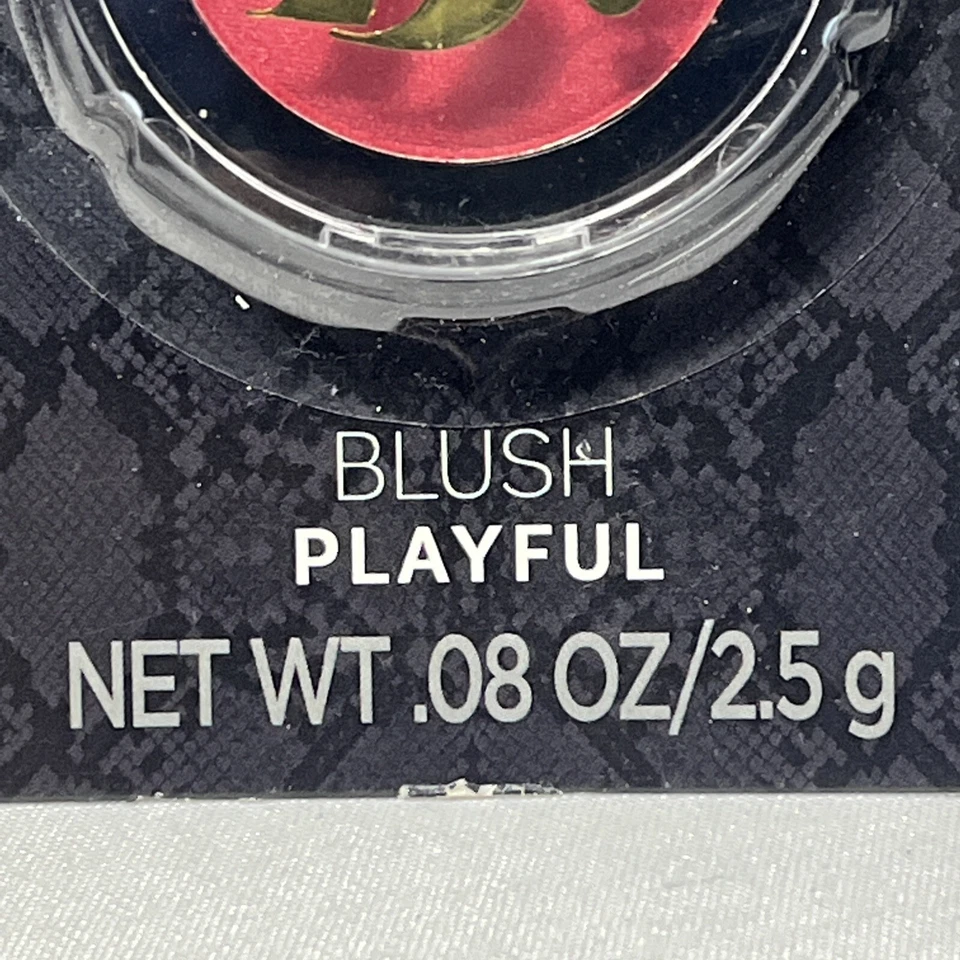 BLUSH
PLAYFUL
NET WT .08 OZ/2.5 g